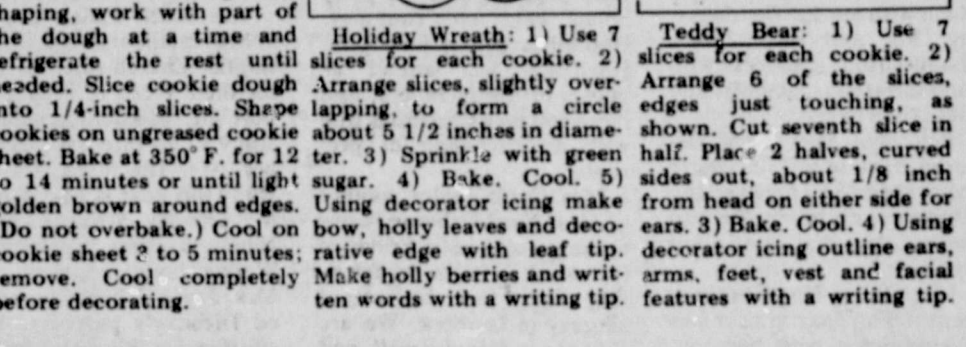 haping, work with part of
he dough at a time and
efrigerate the rest until
eeded. Slice cookie dough
nto 1/4-inch slices. Shape
ookies on ungreased cookie
heet. Bake at 350° F. for 12
o 14 minutes or until light
olden brown around edges.
Do not overbake.) Cool on
ookie sheet to 5 minutes;
emove. Cool completely
efore decorating.
Holiday Wreath: 1) Use 7
slices for each cookie. 2)
Arrange slices, slightly over-
lapping, to form a circle
about 5 1/2 inches in diame-
ter. 3) Sprinkle with green
sugar. 4) Bake. Cool. 5)
Using decorator icing make
bow, holly leaves and deco-
rative edge with leaf tip.
Make holly berries and writ-
ten words with a writing tip.
Teddy Bear: 1) Use 7
slices for each cookie. 2)
Arrange 6 of the slices,
edges just touching, as
shown. Cut seventh slice in
half. Place 2 halves, curved
sides out, about 1/8 inch
from head on either side for
ears. 3) Bake. Cool. 4) Using
decorator icing outline ears,
arms, feet, vest and facial
features with a writing tip.